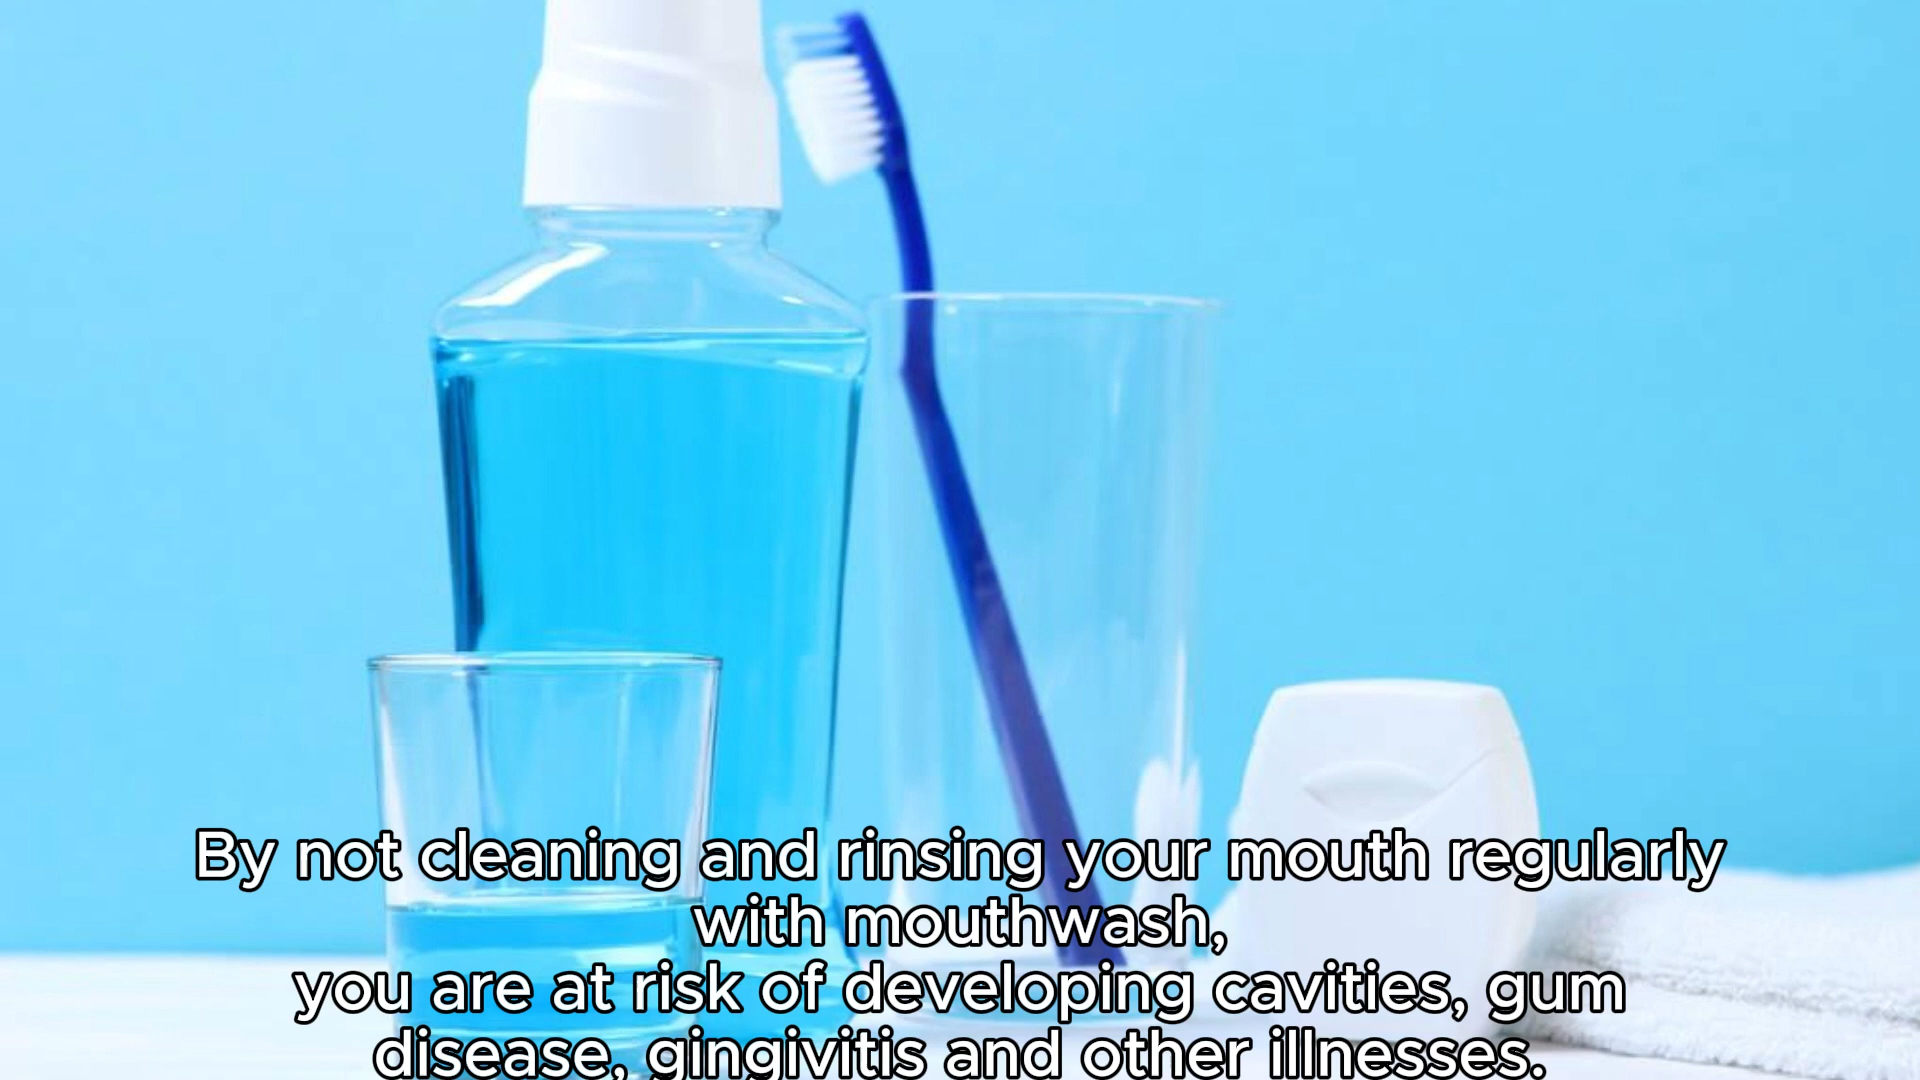 By not cleaning and rinsing your mouth regularly
with mouthwash,
you are at risk of developing cavities, gum
disease, gingivitis and other illnesses.